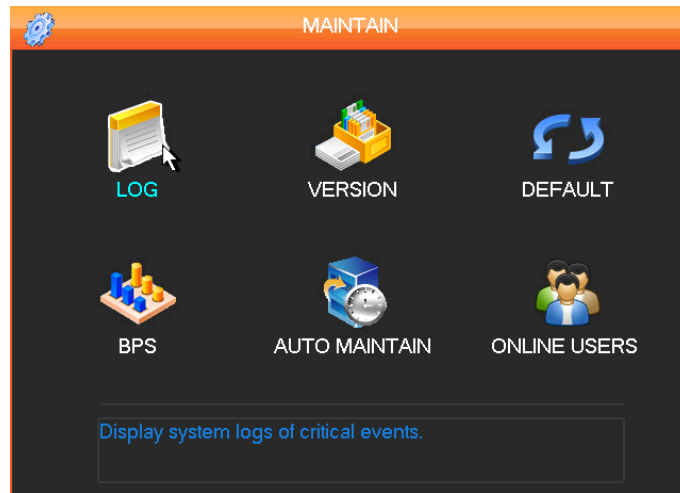 MAINTAIN
LOG
VERSION
DEFAULT
BPS
AUTO MAINTAIN
ONLINE USERS
Display system logs of critical events.